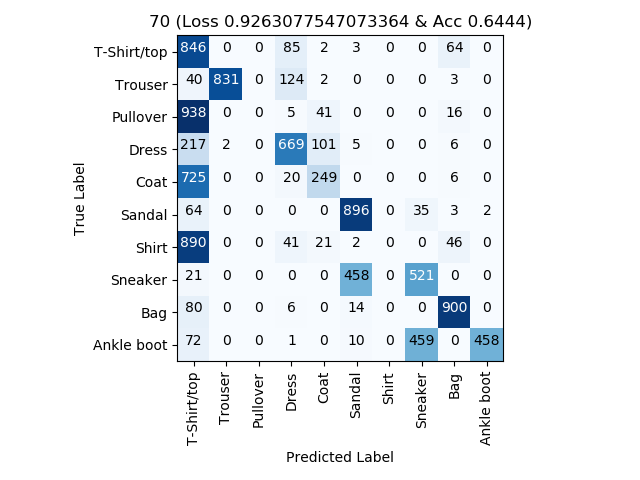 70 (Loss 0.9263077547073364 & Acc 0.6444)
T-Shirt/top 846 0 0 85 2 3 0 0 64 0
Trouser 40 831 0 124 2 0 0 0 3 0
Pullover 938 0 0 5 41 0 0 0 16 0
Dress 217 2 0 669 101 5 0 0 6 0
Coat 725 0 0 20 249 0 0 0 6 0
Sandal 64 0 0 0 0 896 0 35 3 2
Shirt 890 0 0 41 21 2 0 0 46 0
Sneaker 21 0 0 0 0 458 0 521 0 0
Bag 80 0 0 6 0 14 0 0 900 0
Ankle boot 72 0 0 1 0 10 0 459 0 458
True Label
T-Shirt/top
Trouser
Pullover
Dress
Coat
Sandal
Shirt
Sneaker
Bag
Ankle boot
Predicted Label